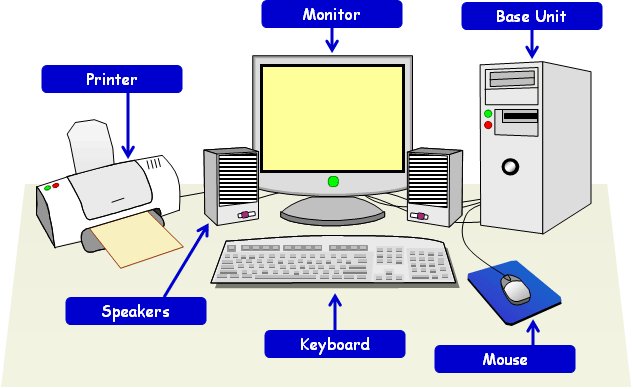 Monitor
Base Unit
Printer
Speakers
Keyboard
Mouse